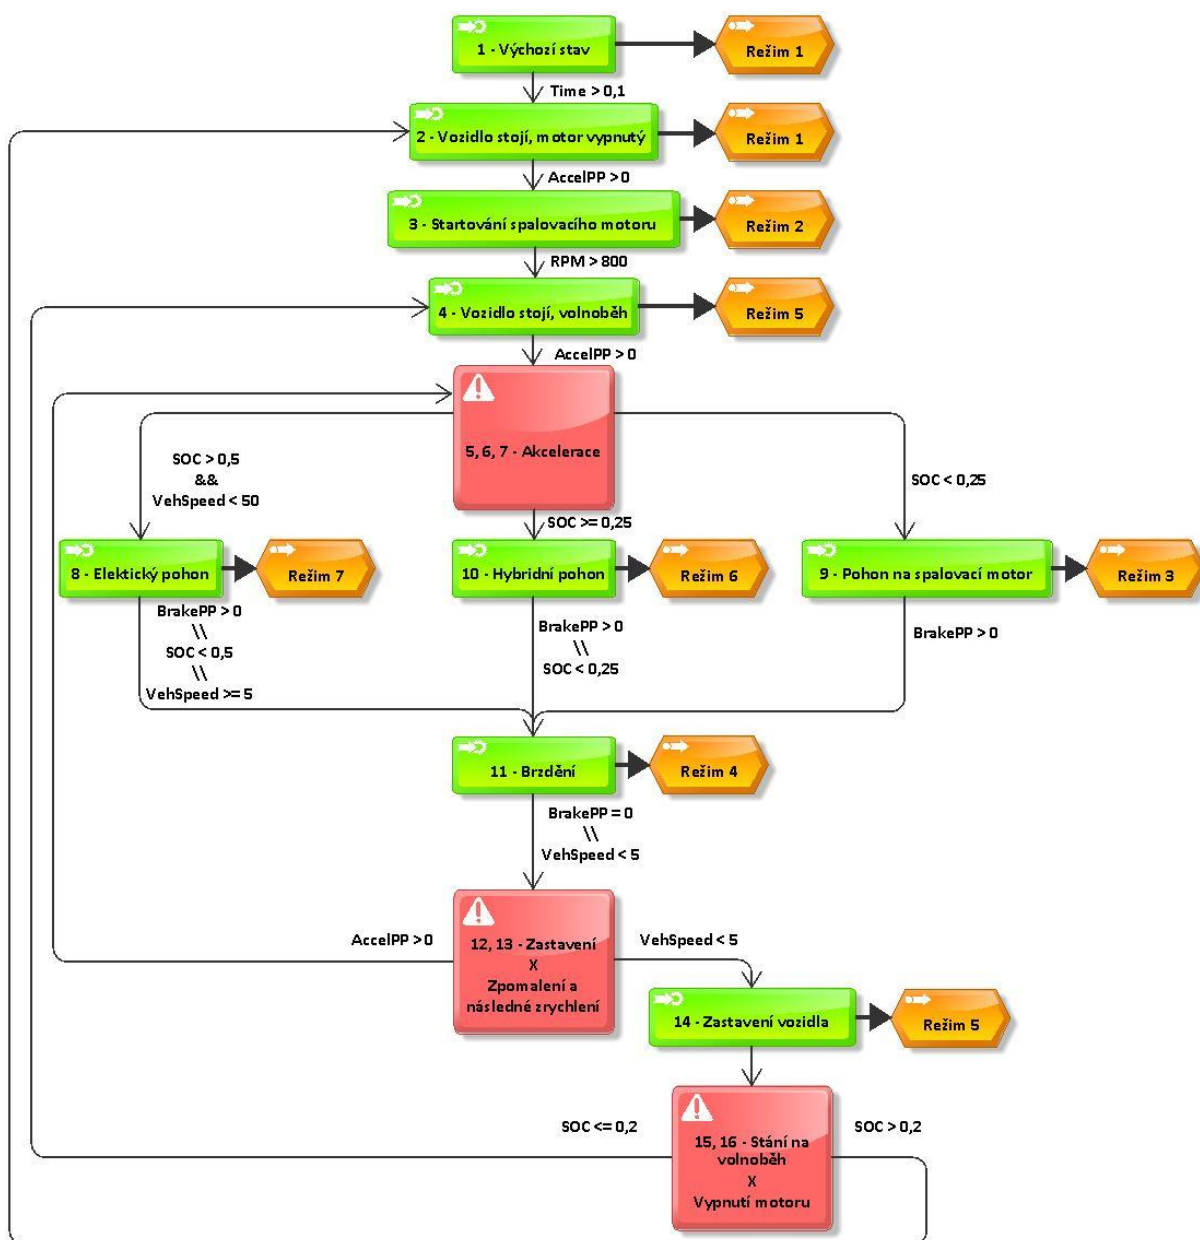 1 - Výchozí stav
Režim 1
Time > 0,1
2 - Vozidlo stojí, motor vypnutý
Režim 1
AccelPP > 0
3 - Startování spalovacího motoru
Režim 2
RPM > 800
4 - Vozidlo stojí, volnoběh
Režim 5
AccelPP > 0
5, 6, 7 - Akcelerace
SOC > 0,5
&&
VehSpeed < 50
SOC >= 0,25
SOC < 0,25
8 - Elektický pohon
Režim 7
10 - Hybridní pohon
Režim 6
9 - Pohon na spalovací motor
Režim 3
BrakePP > 0
\\
SOC < 0,5
\\
VehSpeed >= 5
BrakePP > 0
\\
SOC < 0,25
BrakePP > 0
11 - Brzdění
Režim 4
BrakePP = 0
\\
VehSpeed < 5
AccelPP > 0
12, 13 - Zastavení
X
Zpomalení a
následné zrychlení
VehSpeed < 5
14 - Zastavení vozidla
Režim 5
SOC <= 0,2
15, 16 - Stání na
volnoběh
X
Vypnutí motoru
SOC > 0,2